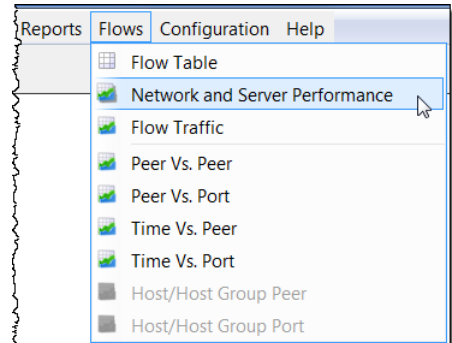 Reports Flows Configuration Help
Flow Table
Network and Server Performance
Flow Traffic
Peer Vs. Peer
Peer Vs. Port
Time Vs. Peer
Time Vs. Port
Host/Host Group Peer
Host/Host Group Port